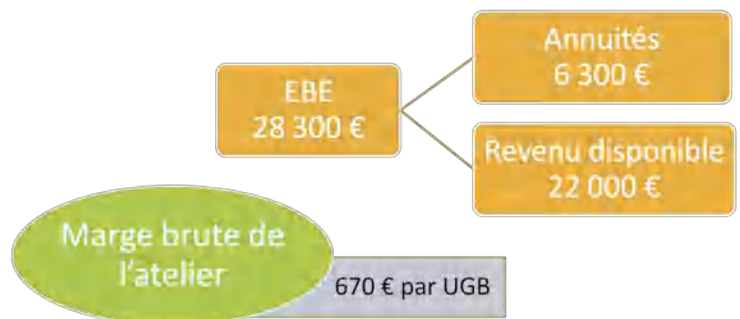 Annuités
6 300 €
EBE
28 300 €
Revenu disponible
22 000 €
Marge brute de
l'atelier
670 € par UGB